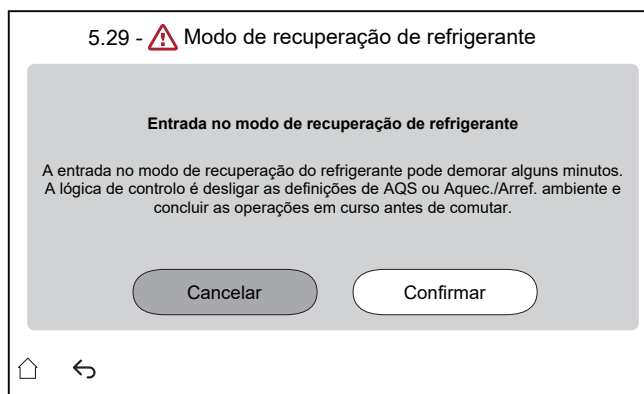 5.29 - Modo de recuperação de refrigerante
Entrada no modo de recuperação de refrigerante
A entrada no modo de recuperação do refrigerante pode demorar alguns minutos.
A lógica de controlo é desligar as definições de AQS ou Aquec./Arref. ambiente e
concluir as operações em curso antes de comutar.
Cancelar
Confirmar